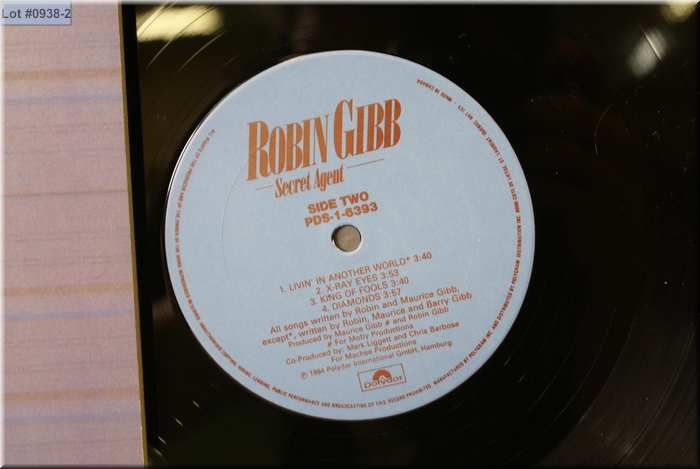 Lot #0938-2
ROBIN GIBB
Secret Agent
SIDE TWO
PDS-1-6393
1. LIVIN' IN ANOTHER WORLD* 3:40
2. X-RAY EYES 3:53
3. KING OF FOOLS 3:40
4. DIAMONDS 3:57
All songs written by Robin and Maurice Gibb,
except*, written by Robin, Maurice and Barry Gibb
Produced by Maurice Gibb # and Robin Gibb
# For Moby Productions
Co-Produced by Mark Liggett and Chris Barbosa
For Machse Productions
℗ 1984 Polydor International GmbH, Hamburg
Polydor